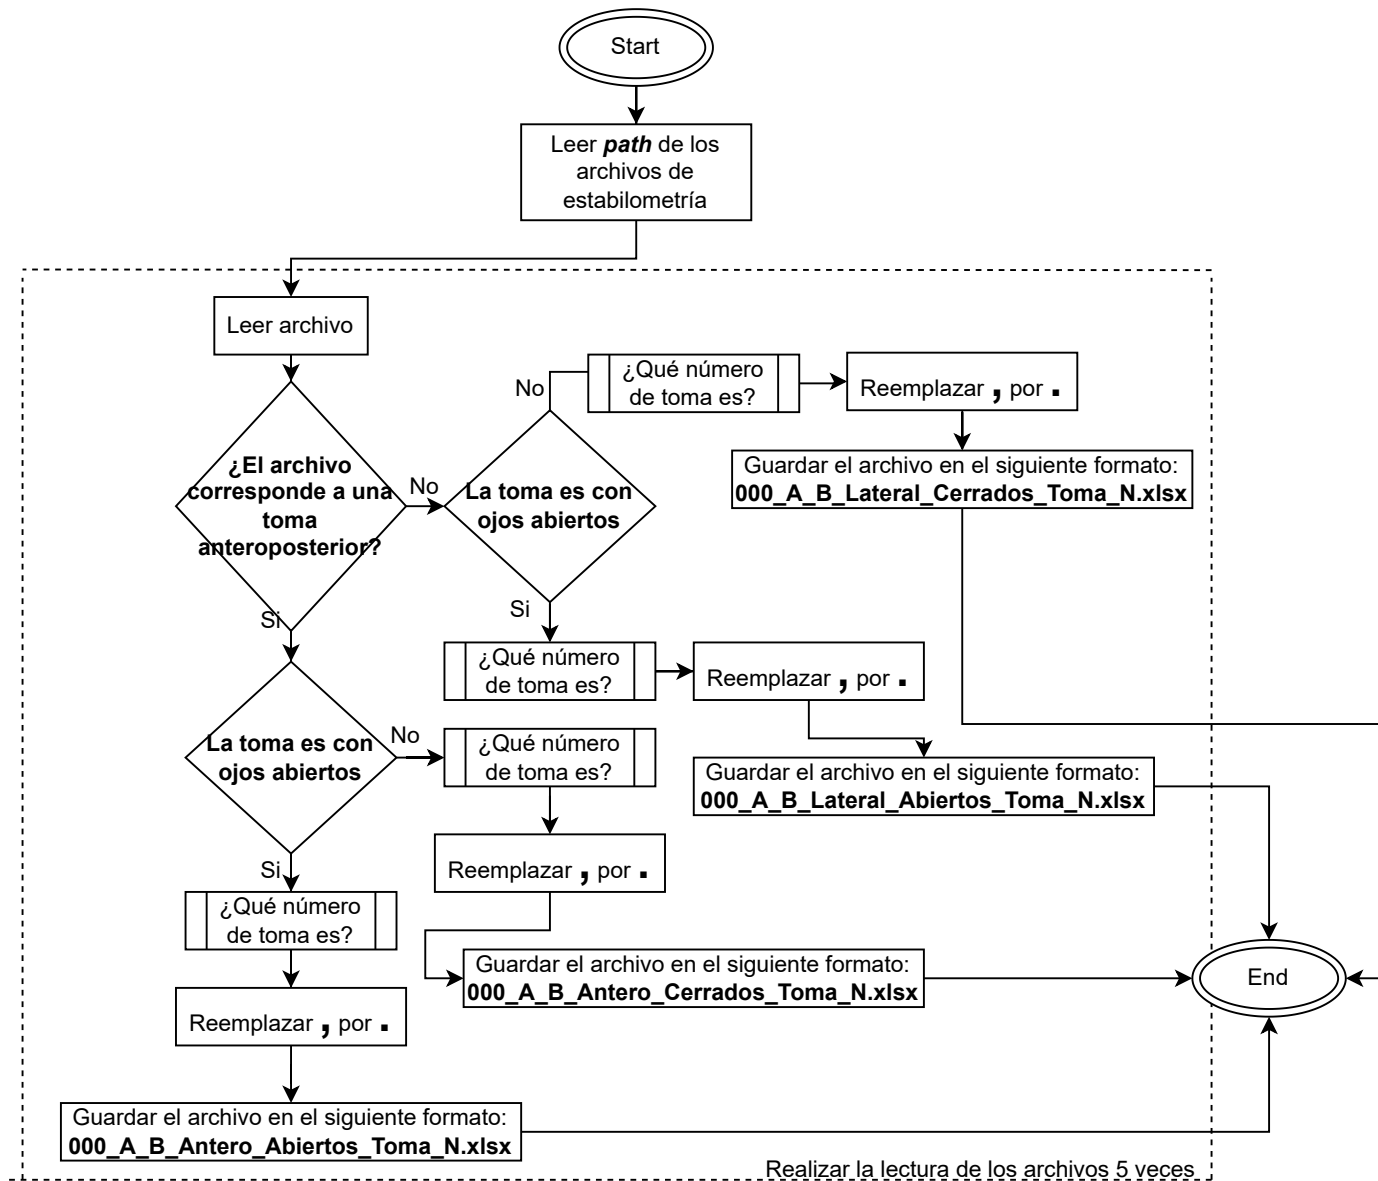 Start
Leer path de los
archivos de
estabilometría
Leer archivo
¿El archivo
corresponde a una
toma
anteroposterior?
No
Si
La toma es con
ojos abiertos
No
¿Qué número
de toma es?
Reemplazar , por .
Guardar el archivo en el siguiente formato:
000_A_B_Lateral_Cerrados_Toma_N.xlsx
Si
¿Qué número
de toma es?
Reemplazar , por .
Guardar el archivo en el siguiente formato:
000_A_B_Lateral_Abiertos_Toma_N.xlsx
La toma es con
ojos abiertos
No
¿Qué número
de toma es?
Reemplazar , por .
Guardar el archivo en el siguiente formato:
000_A_B_Antero_Cerrados_Toma_N.xlsx
Si
¿Qué número
de toma es?
Reemplazar , por .
Guardar el archivo en el siguiente formato:
000_A_B_Antero_Abiertos_Toma_N.xlsx
End
Realizar la lectura de los archivos 5 veces